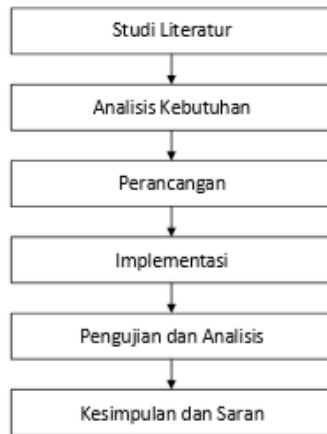 Studi Literatur
Analisis Kebutuhan
Perancangan
Implementasi
Pengujian dan Analisis
Kesimpulan dan Saran